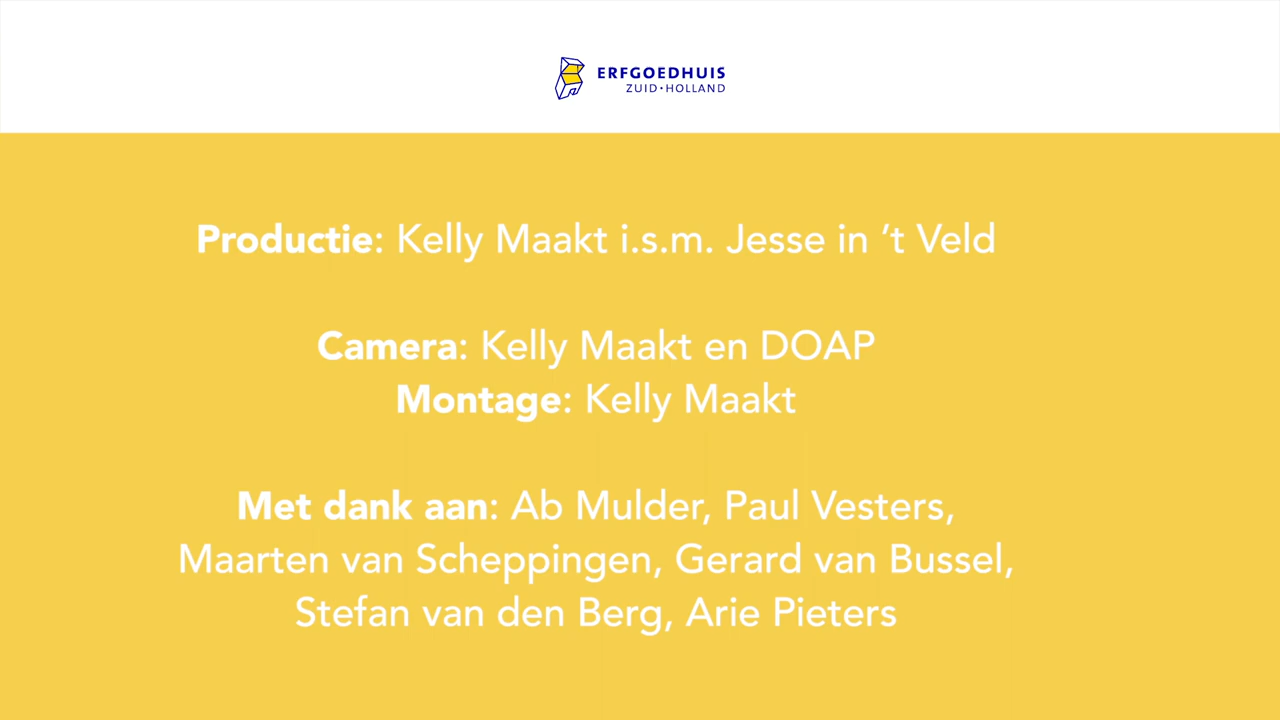 ERFGOEDHUIS
ZUID•HOLLAND
Productie: Kelly Maakt i.s.m. Jesse in ’t Veld
Camera: Kelly Maakt en DOAP
Montage: Kelly Maakt
Met dank aan: Ab Mulder, Paul Vesters,
Maarten van Scheppingen, Gerard van Bussel,
Stefan van den Berg, Arie Pieters